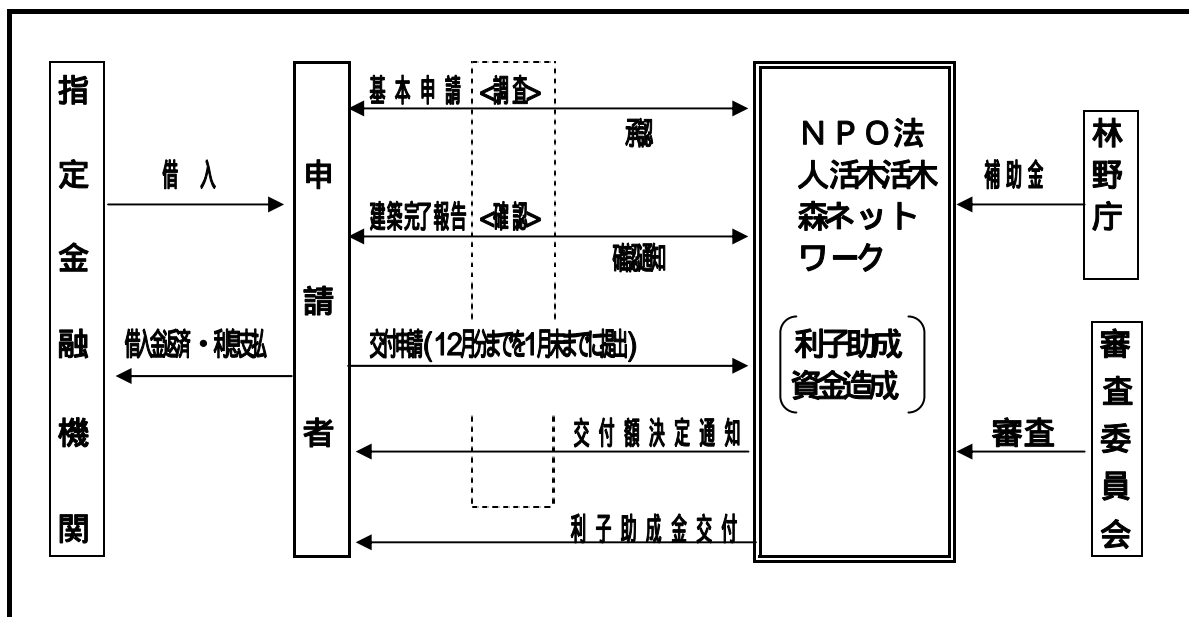 指定金融機関
借入
借入金返済・利息支払
申請者
基本申請 <調査>
承認
建築完了報告 <確認>
確認通知
交付申請(12月分までを1月末までに提出)
交付額決定通知
利子助成金交付
NPO法
人活木活木
森ネット
ワーク
利子助成
資金造成
補助金
林野庁
審査
審査委員会